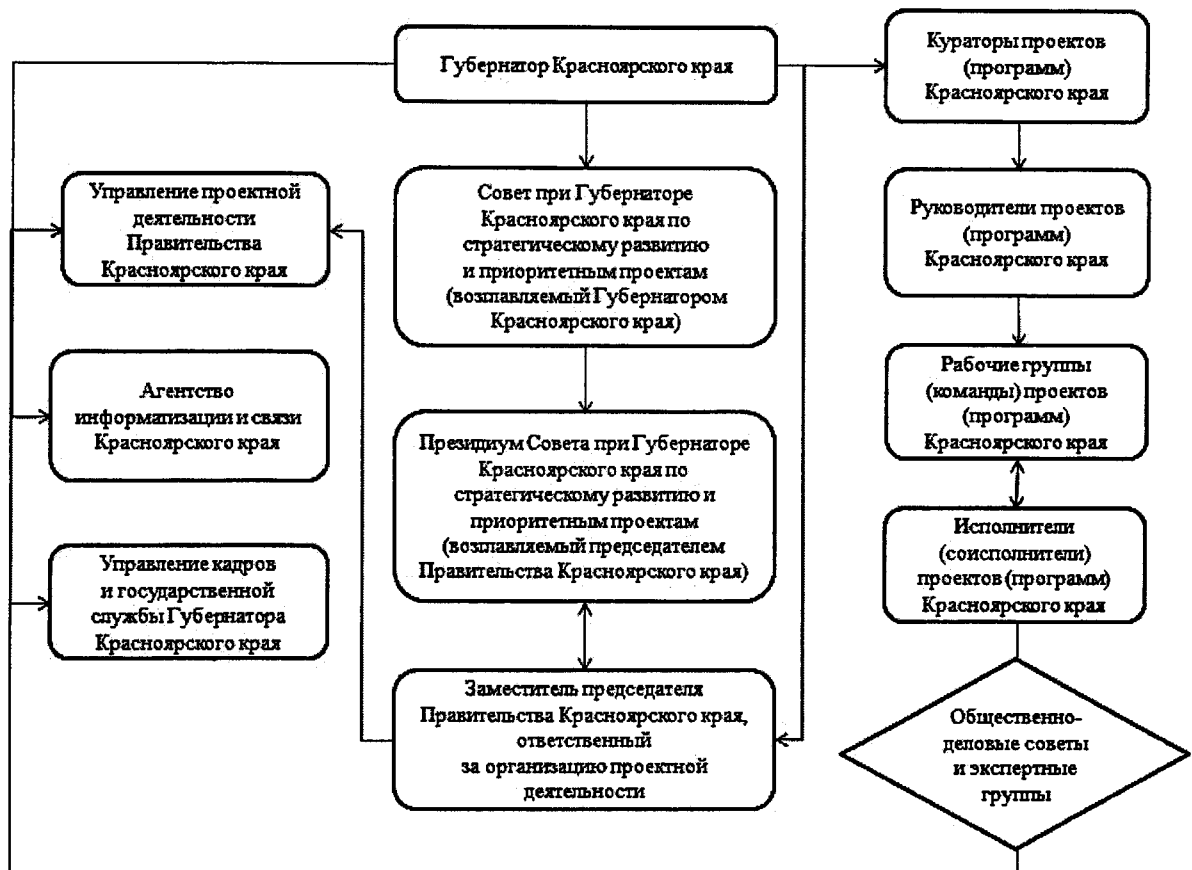 Губернатор Красноярского края
Кураторы проектов
(программ)
Красноярского края
Управление проектной
деятельности
Правительства
Красноярского края
Совет при Губернаторе
Красноярского края по
стратегическому развитию
и приоритетным проектам
(возглавляемый Губернатором
Красноярского края)
Руководители проектов
(программ)
Красноярского края
Агентство
информатизации и связи
Красноярского края
Президиум Совета при Губернаторе
Красноярского края по
стратегическому развитию и
приоритетным проектам
(возглавляемый председателем
Правительства Красноярского края)
Рабочие группы
(команды) проектов
(программ)
Красноярского края
Управление кадров
и государственной
службы Губернатора
Красноярского края
Исполнители
(соисполнители)
проектов (программ)
Красноярского края
Заместитель председателя
Правительства Красноярского края,
ответственный
за организацию проектной
деятельности
Общественно-
деловые советы
и экспертные
группы